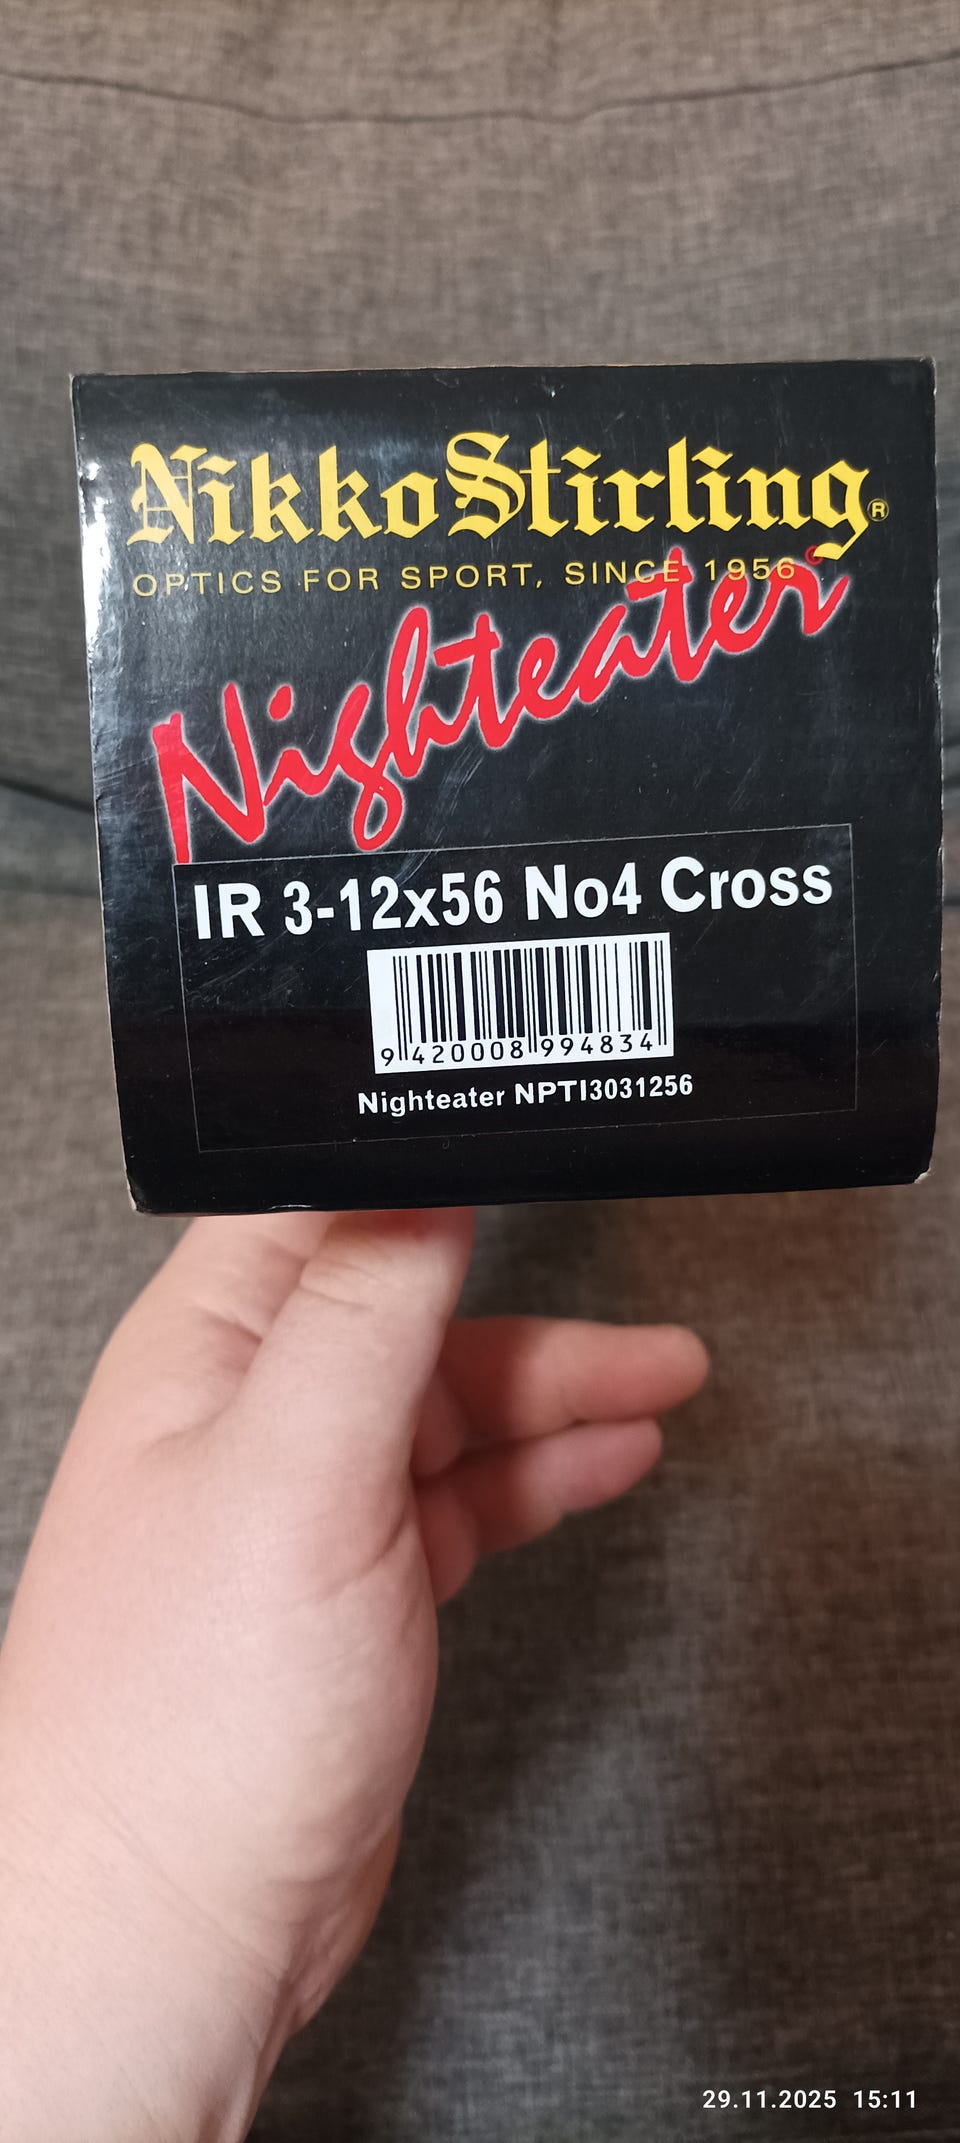 NikkoStirling®
OPTICS FOR SPORT, SINCE 1956
Nighteater®
IR 3-12x56 No4 Cross
9 420008 994834
Nighteater NPTI3031256
29.11.2025 15:11